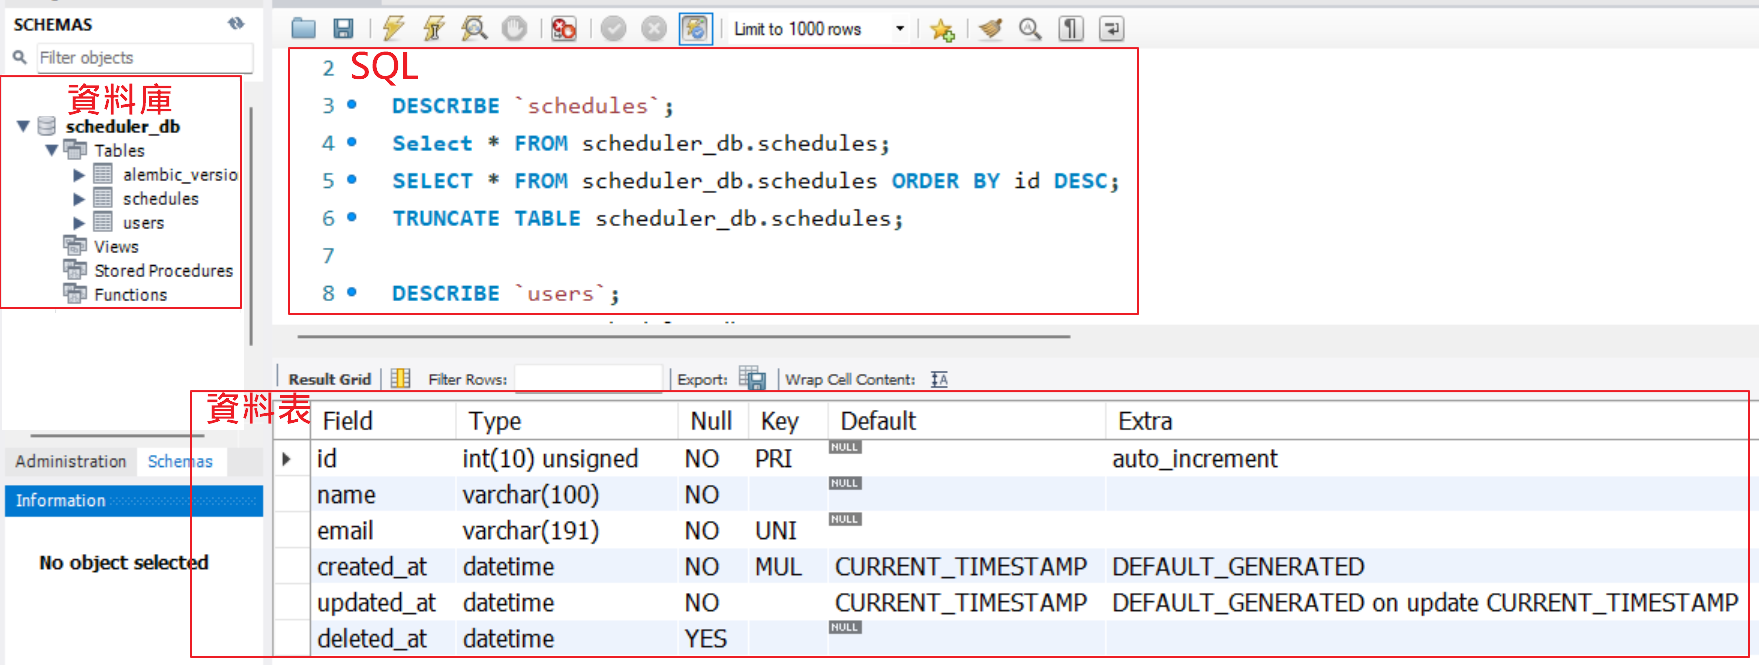 SCHEMAS
Filter objects
資料庫
scheduler_db
Tables
alembic_versio
schedules
users
Views
Stored Procedures
Functions
Administration Schemas
Information
No object selected
Limit to 1000 rows
SQL
2
3 DESCRIBE `schedules`;
4 Select * FROM scheduler_db.schedules;
5 SELECT * FROM scheduler_db.schedules ORDER BY id DESC;
6 TRUNCATE TABLE scheduler_db.schedules;
7
8 DESCRIBE `users`;
Result Grid Filter Rows: Export: Wrap Cell Content:
資料表
Field Type Null Key Default Extra
id int(10) unsigned NO PRI NULL auto_increment
name varchar(100) NO NULL
email varchar(191) NO UNI NULL
created_at datetime NO MUL CURRENT_TIMESTAMP DEFAULT_GENERATED
updated_at datetime NO CURRENT_TIMESTAMP DEFAULT_GENERATED on update CURRENT_TIMESTAMP
deleted_at datetime YES NULL